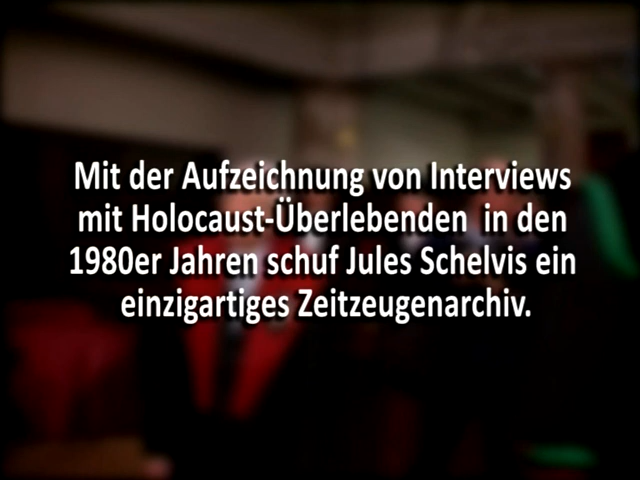 Mit der Aufzeichnung von Interviews
mit Holocaust-Überlebenden in den
1980er Jahren schuf Jules Schelvis ein
einzigartiges Zeitzeugenarchiv.